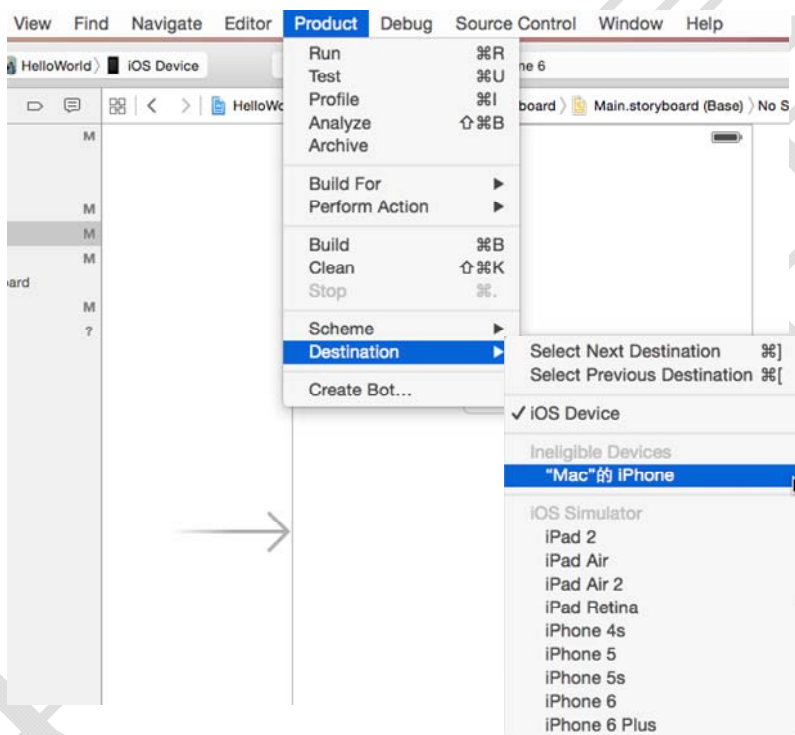 View Find Navigate Editor Product Debug Source Control Window Help
HelloWorld 〉 iOS Device ne 6
HelloWo board 〉 Main.storyboard (Base) 〉 No S
Run ⌘R
Test ⌘U
Profile ⌘I
Analyze ⇧⌘B
Archive
M
Build For ▶
Perform Action ▶
M
M
Build ⌘B
Clean ⇧⌘K
M
Stop ⌘.
ard
M
Scheme ▶
?
Destination ▶
Create Bot...
Select Next Destination ⌘]
Select Previous Destination ⌘[
✓ iOS Device
Ineligible Devices
“Mac”的 iPhone
iOS Simulator
iPad 2
iPad Air
iPad Air 2
iPad Retina
iPhone 4s
iPhone 5
iPhone 5s
iPhone 6
iPhone 6 Plus